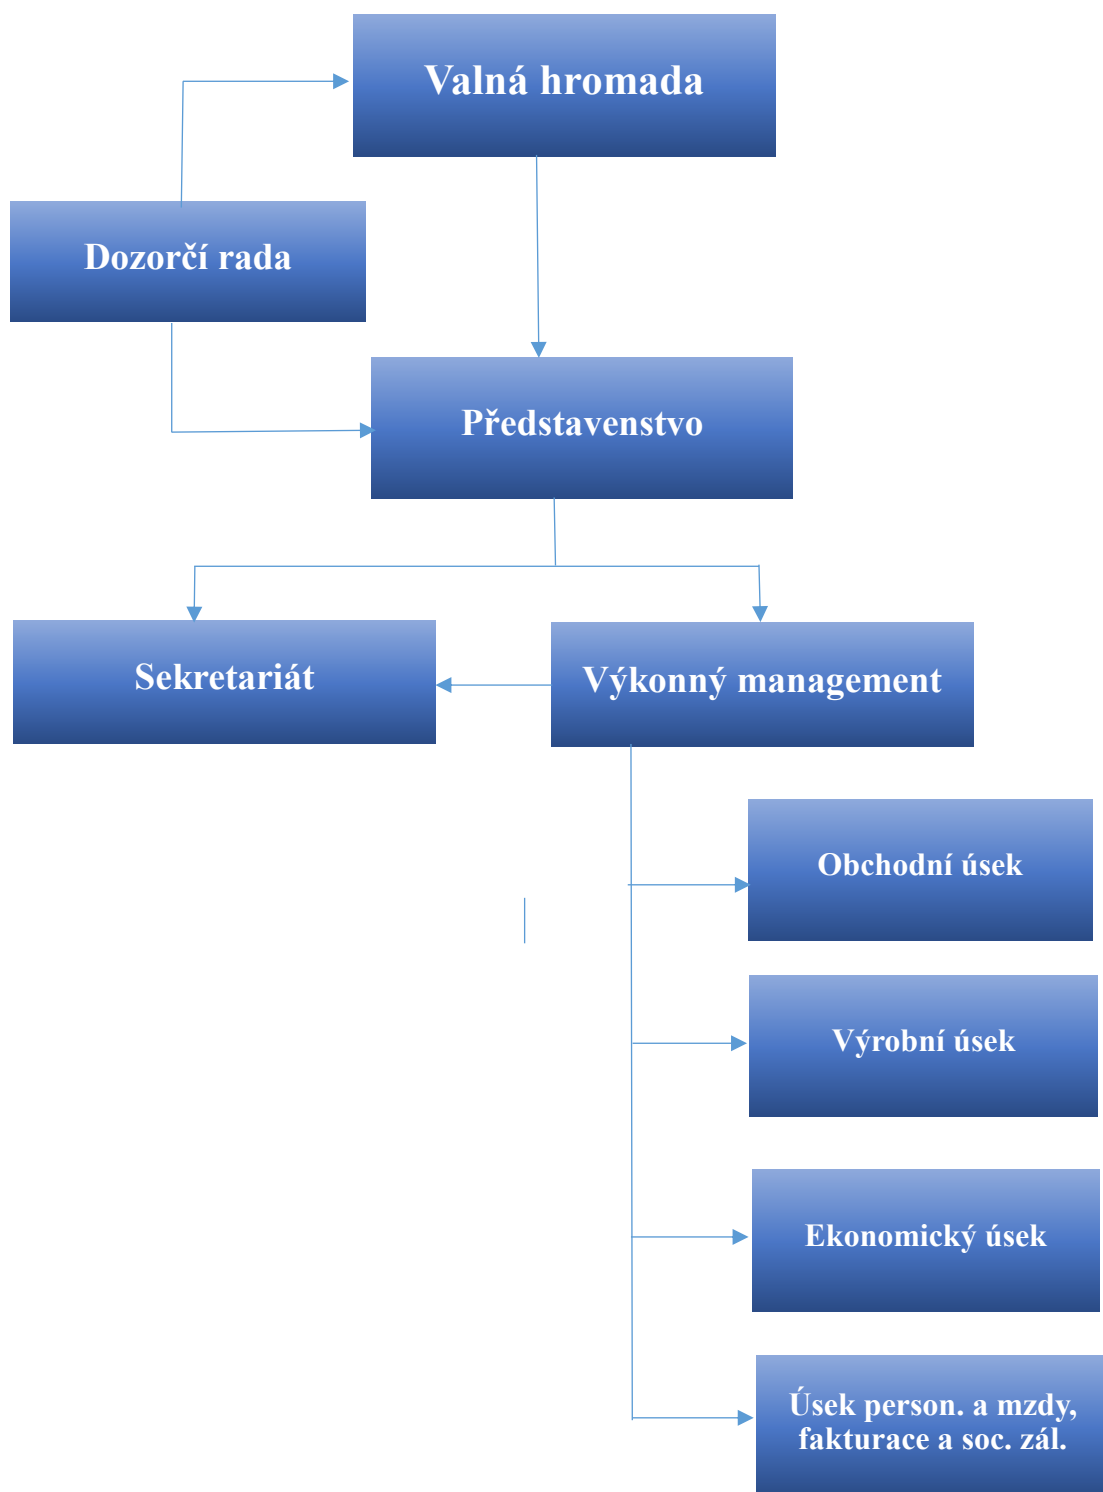 Valná hromada
Dozorčí rada
Představenstvo
Sekretariát
Výkonný management
Obchodní úsek
Výrobní úsek
Ekonomický úsek
Úsek person. a mzdy,
fakturace a soc. zál.